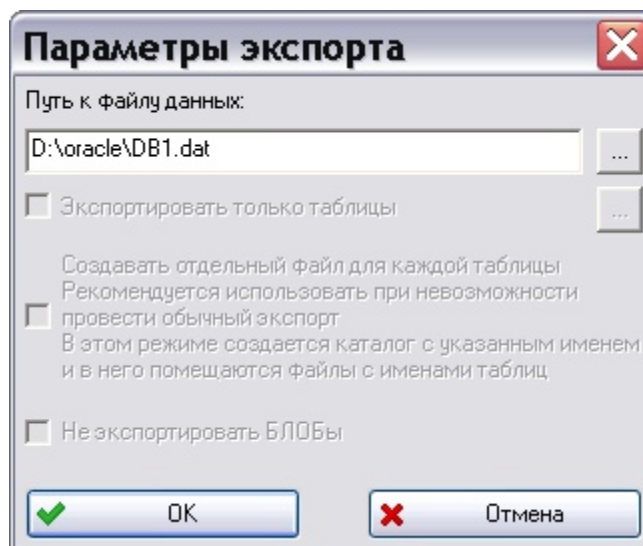 Параметры экспорта
Путь к файлу данных:
D:\oracle\DB1.dat
...
Экспортировать только таблицы
...
Создавать отдельный файл для каждой таблицы
Рекомендуется использовать при невозможности
провести обычный экспорт
В этом режиме создается каталог с указанным именем
и в него помещаются файлы с именами таблиц
Не экспортировать БЛОБы
OK
Отмена